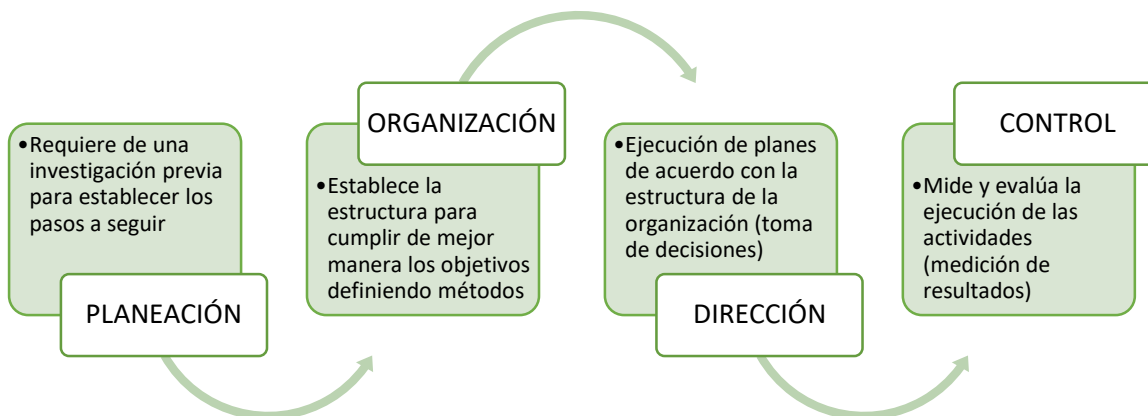 •Requiere de una
investigación previa
para establecer los
pasos a seguir
PLANEACIÓN
ORGANIZACIÓN
•Establece la
estructura para
cumplir de mejor
manera los objetivos
definiendo métodos
•Ejecución de planes
de acuerdo con la
estructura de la
organización (toma
de decisiones)
DIRECCIÓN
CONTROL
•Mide y evalúa la
ejecución de las
actividades
(medición de
resultados)